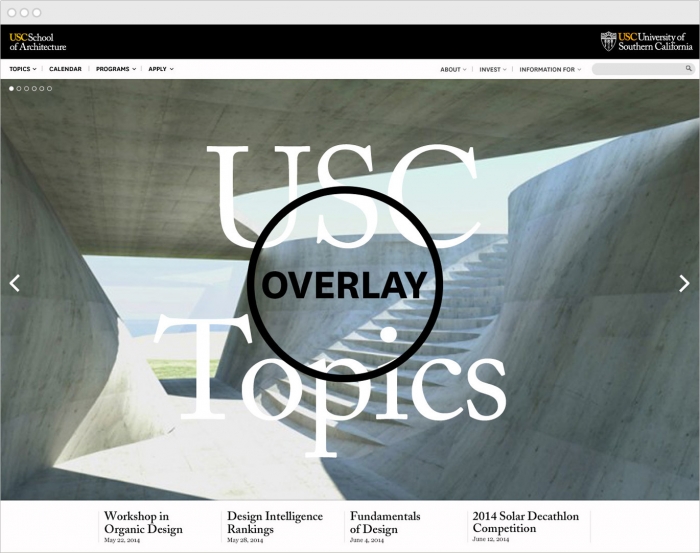 USC School
of Architecture
USC University of
Southern California
TOPICS CALENDAR PROGRAMS APPLY
ABOUT INVEST INFORMATION FOR
USC
OVERLAY
Topics
Workshop in
Organic Design
May 22, 2014
Design Intelligence
Rankings
May 28, 2014
Fundamentals
of Design
June 4, 2014
2014 Solar Decathlon
Competition
June 12, 2014